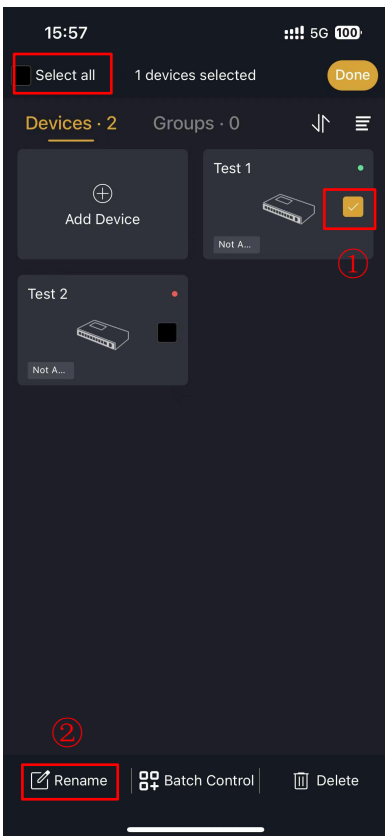 15:57 5G 100
Select all 1 devices selected Done
Devices · 2 Groups · 0
Test 1
Add Device
Not A...
①
Test 2
Not A...
②
Rename Batch Control Delete